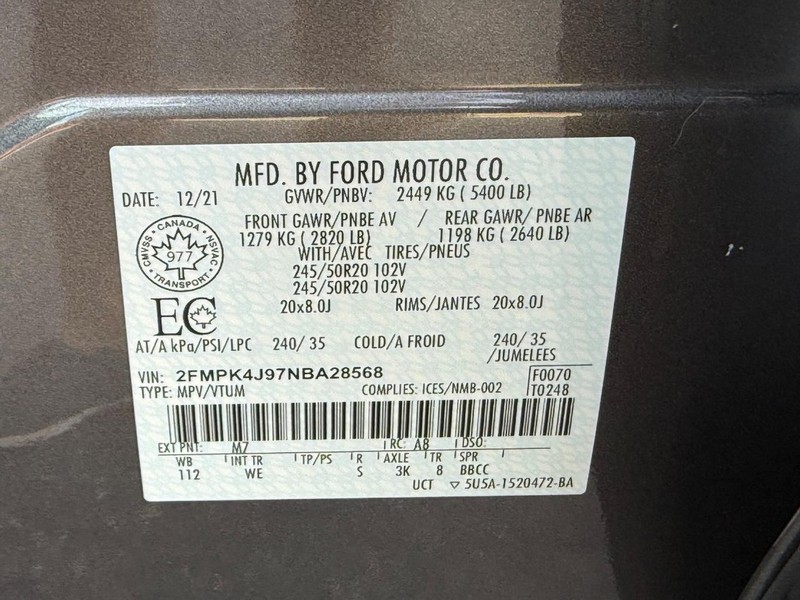 MFD. BY FORD MOTOR CO.
DATE: 12/21 GVWR/PNBV: 2449 KG ( 5400 LB)
FRONT GAWR/PNBE AV / REAR GAWR/ PNBE AR
1279 KG ( 2820 LB) 1198 KG ( 2640 LB)
WITH/AVEC TIRES/PNEUS
245/50R20 102V
245/50R20 102V
20x8.0J RIMS/JANTES 20x8.0J
CANADA
CMVSS
NSVAC
977
TRANSPORT
EC
AT/A kPa/PSI/LPC 240/ 35 COLD/A FROID 240/ 35
/JUMELEES
VIN: 2FMPK4J97NBA28568 F0070
TYPE: MPV/VTUM COMPLIES: ICES/NMB-002 T0248
EXT PNT: M7 RC: A8 DSO:
WB INT TR TP/PS R AXLE TR SPR
112 WE S 3K 8 BBCC
UCT ▽ 5U5A-1520472-BA